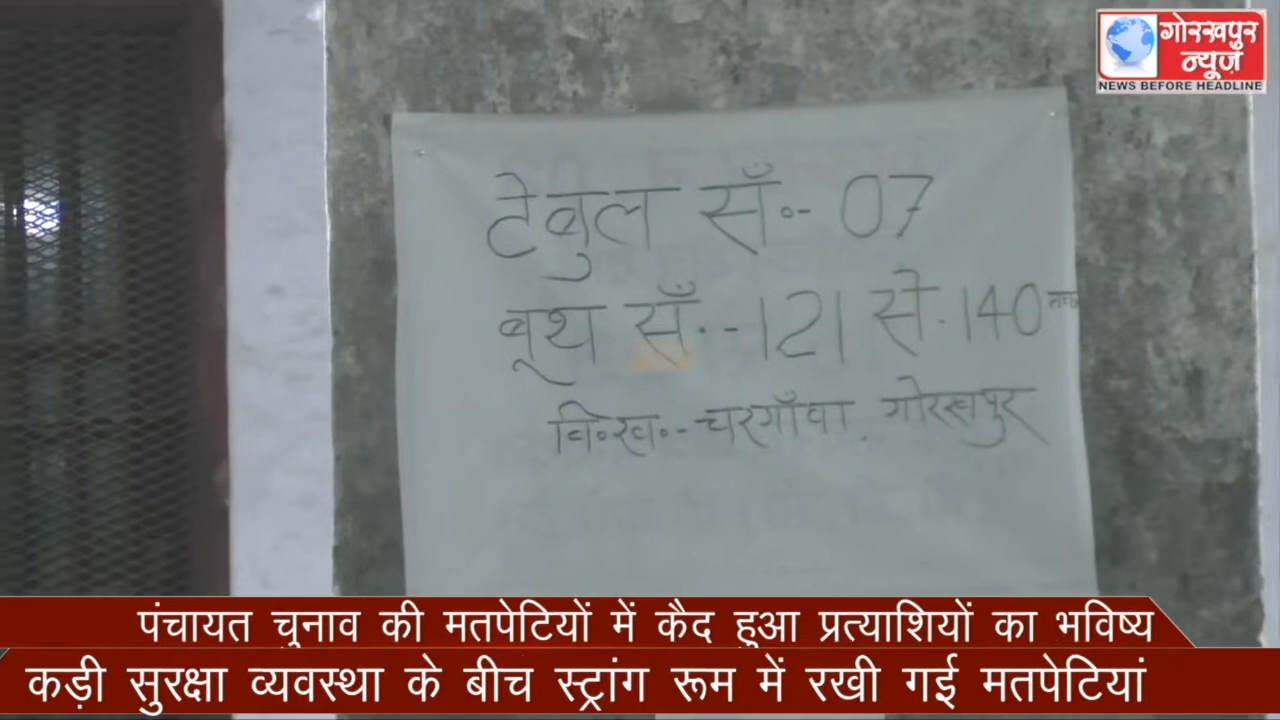 गोरखपुर
न्यूज़
NEWS BEFORE HEADLINE
टेबुल सँ०- 07
बूथ सँ०- 121 से 140 तक
वि०ख०-- चरगाँवा, गोरखपुर
पंचायत चुनाव की मतपेटियों में कैद हुआ प्रत्याशियों का भविष्य
कड़ी सुरक्षा व्यवस्था के बीच स्ट्रांग रूम में रखी गई मतपेटियां